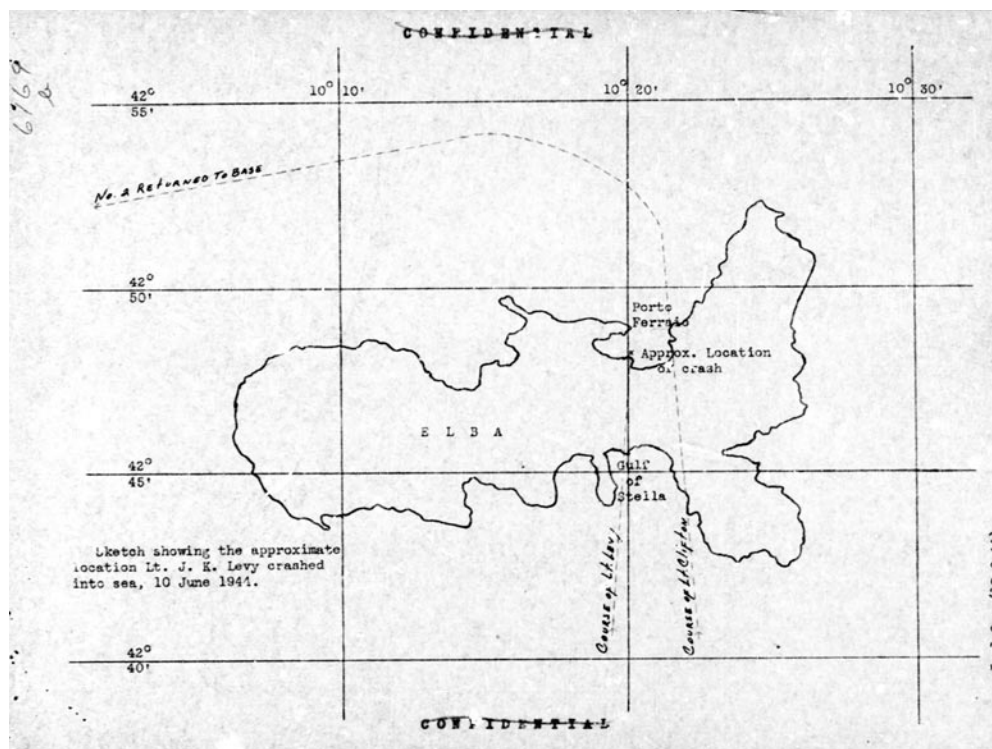 CONFIDENTIAL
10° 10' 10° 20' 10° 30'
42°
55'
No. 2 RETURNED TO BASE
42°
50'
Porto
Ferraio
x Approx. Location
of crash
E L B A
42°
45'
Gulf
of
Stella
Sketch showing the approximate
location Lt. J. K. Levy crashed
into sea, 10 June 1944.
COURSE OF Lt. Levy
COURSE OF Lt. Clifton
42°
40'
CONFIDENTIAL